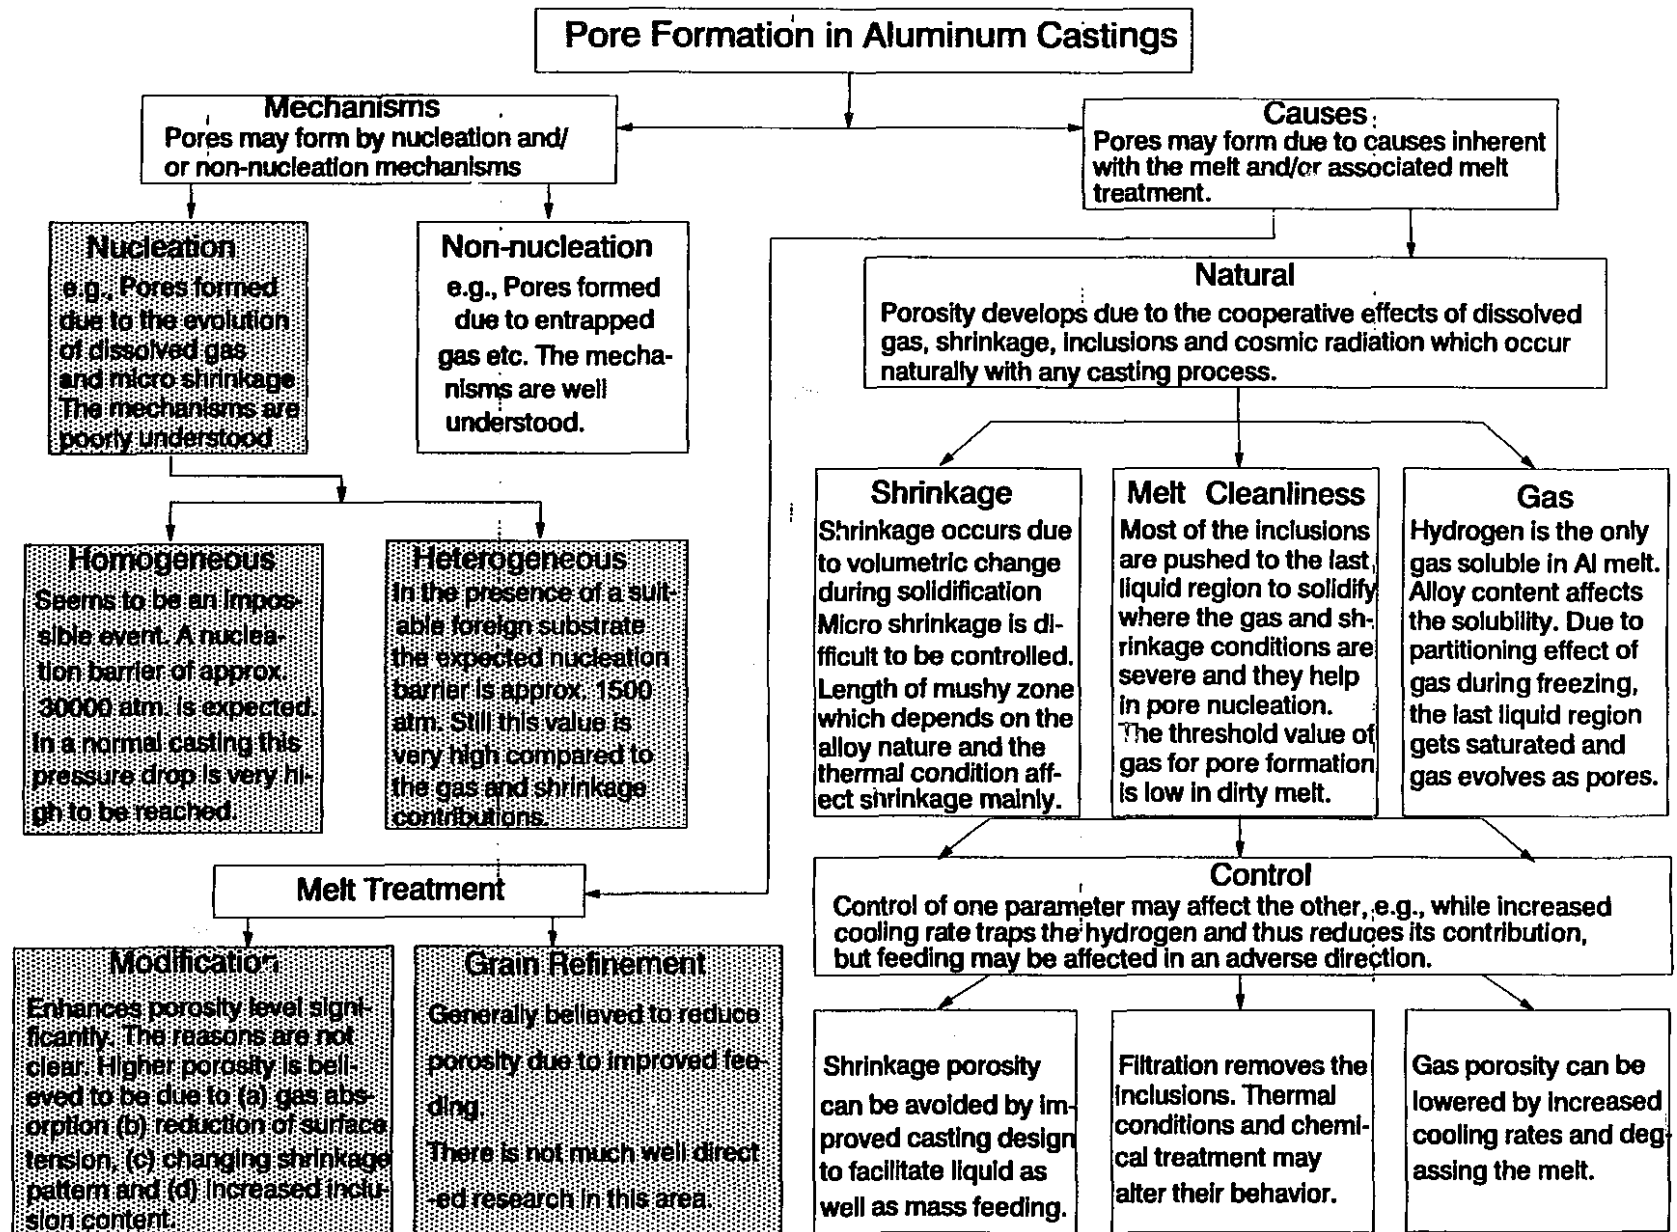 Pore Formation in Aluminum Castings
Mechanisms
Pores may form by nucleation and/
or non-nucleation mechanisms
Causes
Pores may form due to causes inherent
with the melt and/or associated melt
treatment.
Nucleation
e.g., Pores formed
due to the evolution
of dissolved gas
and micro shrinkage
The mechanisms are
poorly understood
Non-nucleation
e.g., Pores formed
due to entrapped
gas etc. The mecha-
nisms are well
understood.
Natural
Porosity develops due to the cooperative effects of dissolved
gas, shrinkage, inclusions and cosmic radiation which occur
naturally with any casting process.
Homogeneous
Seems to be an impos-
sible event. A nuclea-
tion barrier of approx.
30000 atm. is expected.
In a normal casting this
pressure drop is very hi-
gh to be reached.
Heterogeneous
In the presence of a suit-
able foreign substrate
the expected nucleation
barrier is approx. 1500
atm. Still this value is
very high compared to
the gas and shrinkage
contributions.
Shrinkage
Shrinkage occurs due
to volumetric change
during solidification
Micro shrinkage is di-
fficult to be controlled.
Length of mushy zone
which depends on the
alloy nature and the
thermal condition aff-
ect shrinkage mainly.
Melt Cleanliness
Most of the inclusions
are pushed to the last
liquid region to solidify
where the gas and sh-
rinkage conditions are
severe and they help
in pore nucleation.
The threshold value of
gas for pore formation
is low in dirty melt.
Gas
Hydrogen is the only
gas soluble in Al melt.
Alloy content affects
the solubility. Due to
partitioning effect of
gas during freezing,
the last liquid region
gets saturated and
gas evolves as pores.
Melt Treatment
Control
Control of one parameter may affect the other, e.g., while increased
cooling rate traps the hydrogen and thus reduces its contribution,
but feeding may be affected in an adverse direction.
Modification
Enhances porosity level signi-
ficantly. The reasons are not
clear. Higher porosity is beli-
eved to be due to (a) gas abs-
orption (b) reduction of surface
tension, (c) changing shrinkage
pattern and (d) increased inclu-
sion content.
Grain Refinement
Generally believed to reduce
porosity due to improved fee-
ding.
There is not much well direct
-ed research in this area.
Shrinkage porosity
can be avoided by im-
proved casting design
to facilitate liquid as
well as mass feeding.
Filtration removes the
inclusions. Thermal
conditions and chemi-
cal treatment may
alter their behavior.
Gas porosity can be
lowered by increased
cooling rates and deg-
assing the melt.